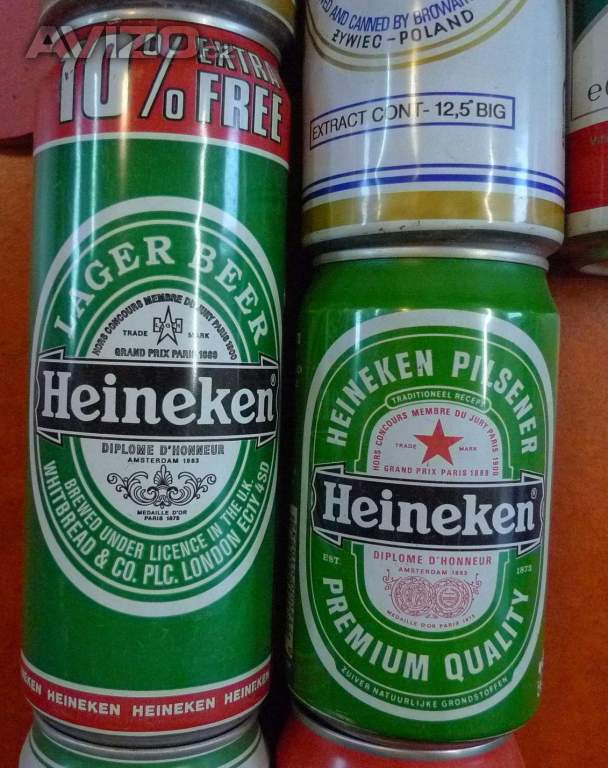 Avizo
10% EXTRA
FREE
LAGER BEER
HORS CONCOURS MEMBRE DU JURY PARIS 1900
TRADE MARK
GRAND PRIX PARIS 1889
Heineken®
DIPLOME D'HONNEUR
AMSTERDAM 1883
MEDAILLE D'OR
PARIS 1875
BREWED UNDER LICENCE IN THE U.K.
WHITBREAD & CO. PLC. LONDON EC1Y 4SD
HEINEKEN HEINEKEN HEINEKEN
AND CANNED BY BROWAR
ŻYWIEC - POLAND
EXTRACT CONT- 12,5° BIG
e
HEINEKEN PILSENER
TRADITIONEEL RECEPT
HORS CONCOURS MEMBRE DU JURY PARIS 1900
TRADE MARK
GRAND PRIX PARIS 1889
Heineken®
DIPLOME D'HONNEUR
AMSTERDAM 1883
EST. 1873
MEDAILLE D'OR PARIS 1875
PREMIUM QUALITY
ZUIVER NATUURLIJKE GRONDSTOFFEN